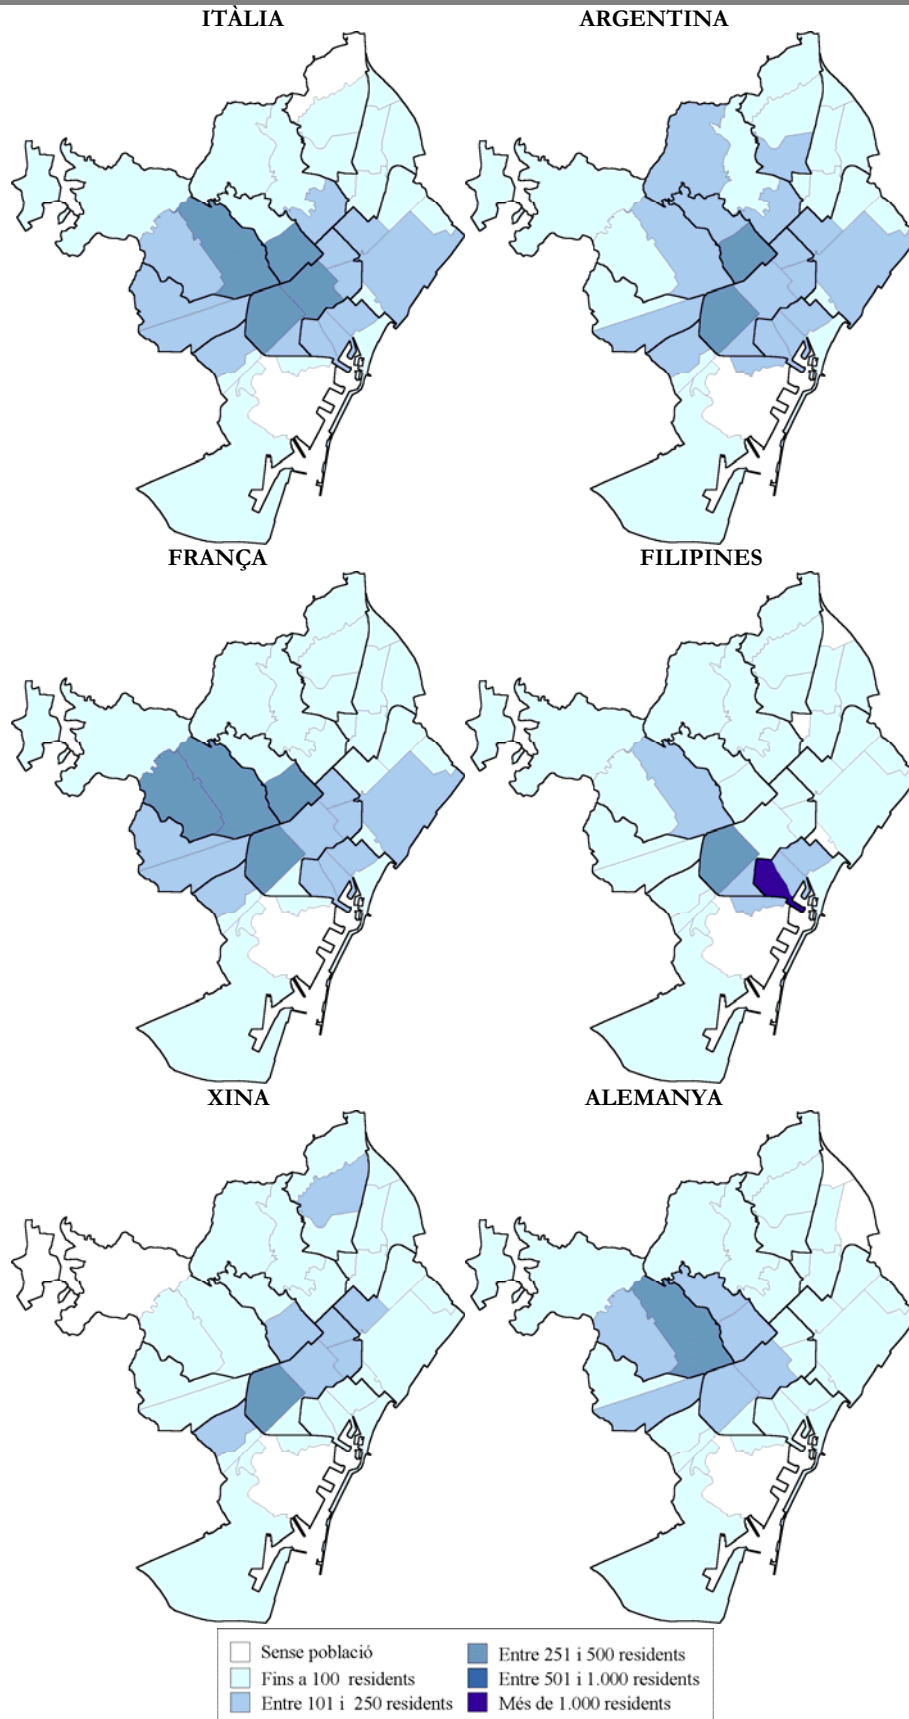 ITÀLIA
ARGENTINA
FRANÇA
FILIPINES
XINA
ALEMANYA
Sense població
Fins a 100 residents
Entre 101 i 250 residents
Entre 251 i 500 residents
Entre 501 i 1.000 residents
Més de 1.000 residents